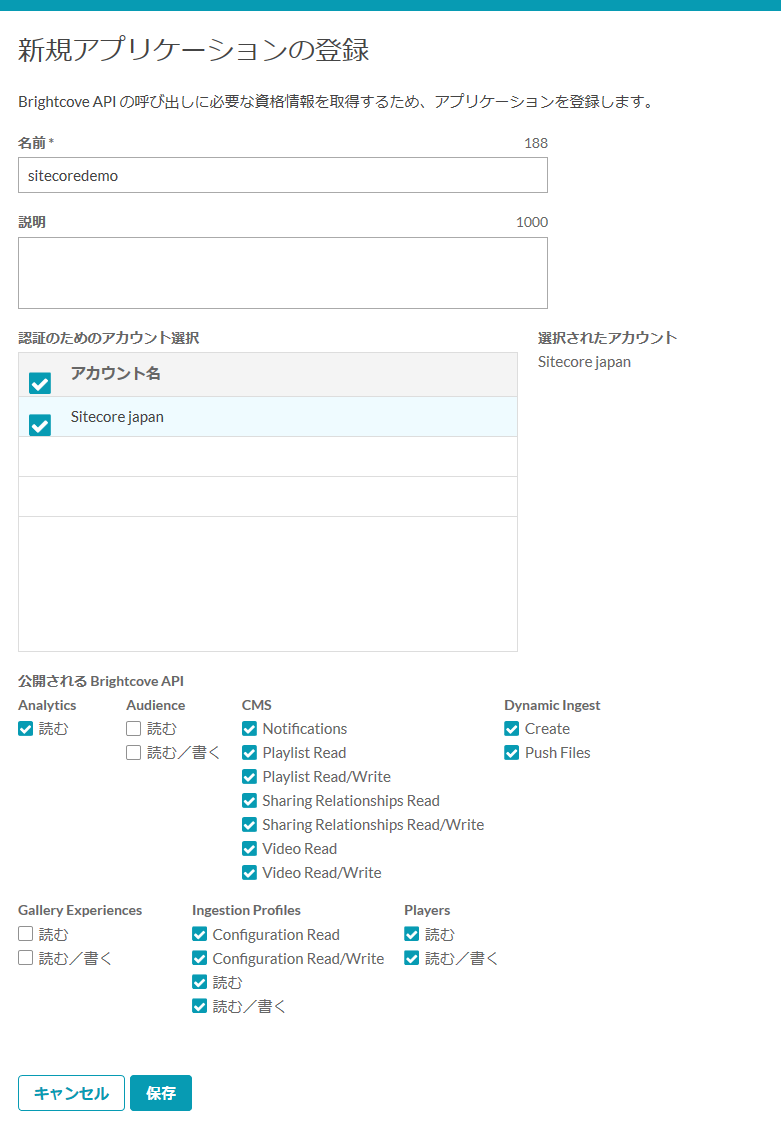 新規アプリケーションの登録
Brightcove API の呼び出しに必要な資格情報を取得するため、アプリケーションを登録します。
名前 * 188
sitecoredemo
説明 1000
認証のためのアカウント選択 選択されたアカウント
アカウント名 Sitecore japan
Sitecore japan
公開される Brightcove API
Analytics Audience CMS Dynamic Ingest
読む 読む Notifications Create
読む／書く Playlist Read Push Files
Playlist Read/Write
Sharing Relationships Read
Sharing Relationships Read/Write
Video Read
Video Read/Write
Gallery Experiences Ingestion Profiles Players
読む Configuration Read 読む
読む／書く Configuration Read/Write 読む／書く
読む
読む／書く
キャンセル 保存